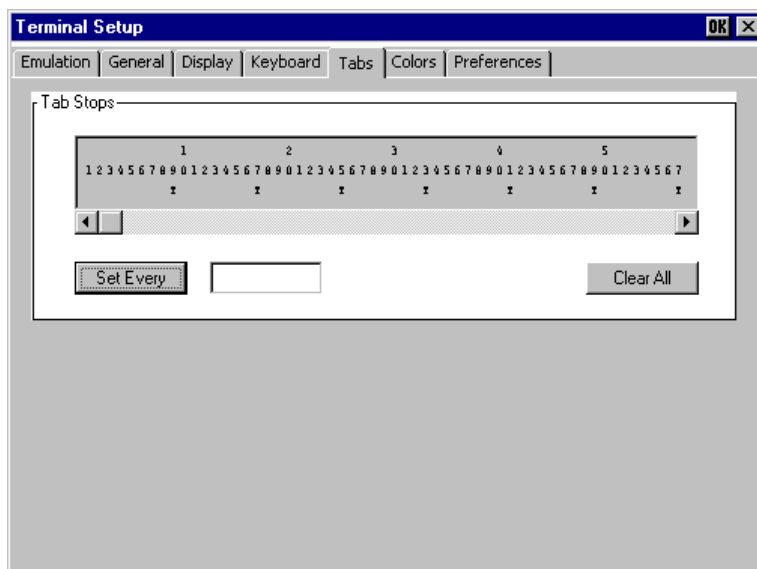 Terminal Setup OK
Emulation General Display Keyboard Tabs Colors Preferences
Tab Stops
1 2 3 4 5
123456789012345678901234567890123456789012345678901234567
T T T T T T T
Set Every Clear All